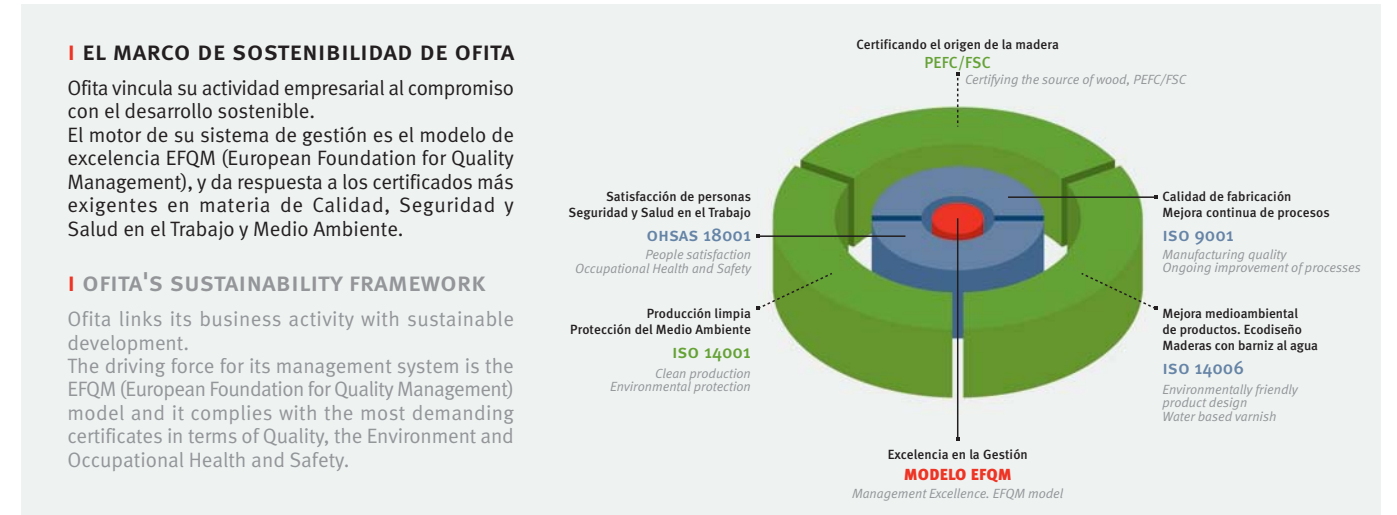 I EL MARCO DE SOSTENIBILIDAD DE OFITA
Ofita vincula su actividad empresarial al compromiso
con el desarrollo sostenible.
El motor de su sistema de gestión es el modelo de
excelencia EFQM (European Foundation for Quality
Management), y da respuesta a los certificados más
exigentes en materia de Calidad, Seguridad y
Salud en el Trabajo y Medio Ambiente.
I OFITA'S SUSTAINABILITY FRAMEWORK
Ofita links its business activity with sustainable
development.
The driving force for its management system is the
EFQM (European Foundation for Quality Management)
model and it complies with the most demanding
certificates in terms of Quality, the Environment and
Occupational Health and Safety.
Certificando el origen de la madera
PEFC/FSC
Certifying the source of wood, PEFC/FSC
Satisfacción de personas
Seguridad y Salud en el Trabajo
OHSAS 18001
People satisfaction
Occupational Health and Safety
Calidad de fabricación
Mejora continua de procesos
ISO 9001
Manufacturing quality
Ongoing improvement of processes
Producción limpia
Protección del Medio Ambiente
ISO 14001
Clean production
Environmental protection
Mejora medioambiental
de productos. Ecodiseño
Maderas con barniz al agua
ISO 14006
Environmentally friendly
product design
Water based varnish
Excelencia en la Gestión
MODELO EFQM
Management Excellence. EFQM model